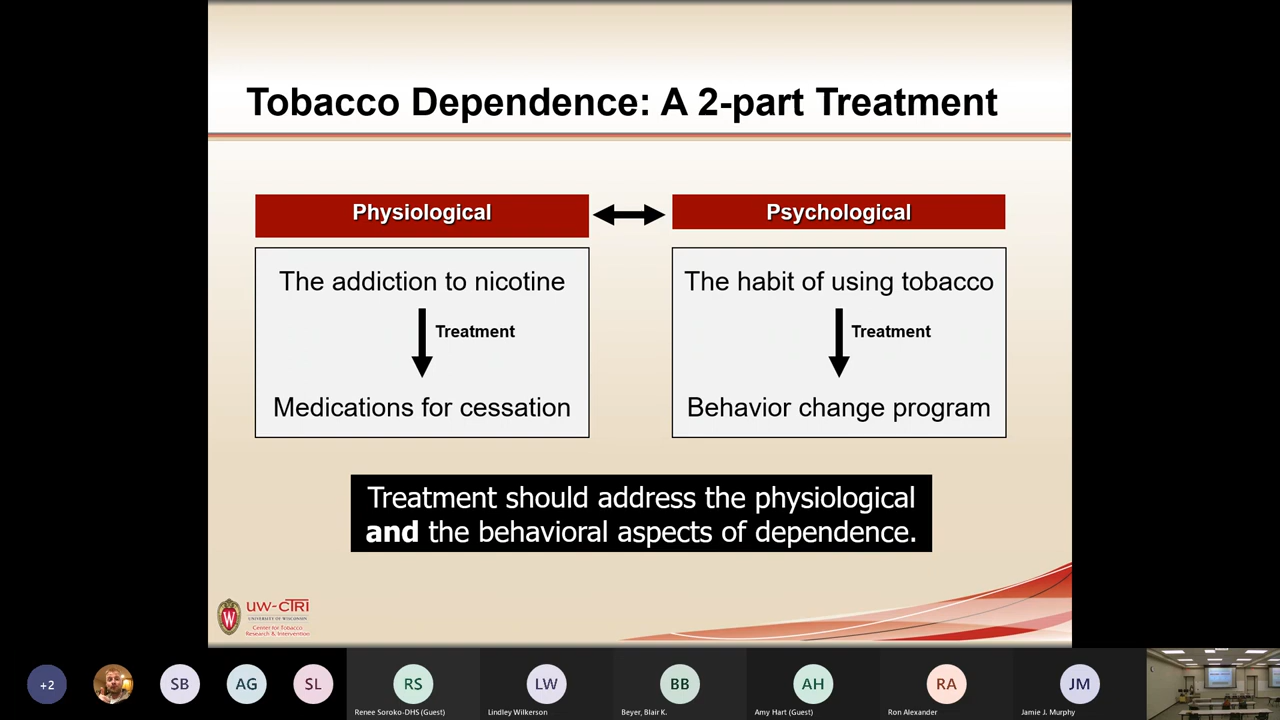 Tobacco Dependence: A 2-part Treatment
Physiological
Psychological
The addiction to nicotine
Treatment
Medications for cessation
The habit of using tobacco
Treatment
Behavior change program
Treatment should address the physiological
and the behavioral aspects of dependence.
W
UW-CTRI
UNIVERSITY OF WISCONSIN
Center for Tobacco
Research & Intervention
+2
SB
AG
SL
RS
Renee Soroko-DHS (Guest)
LW
Lindley Wilkerson
BB
Beyer, Blair K.
AH
Amy Hart (Guest)
RA
Ron Alexander
JM
Jamie J. Murphy